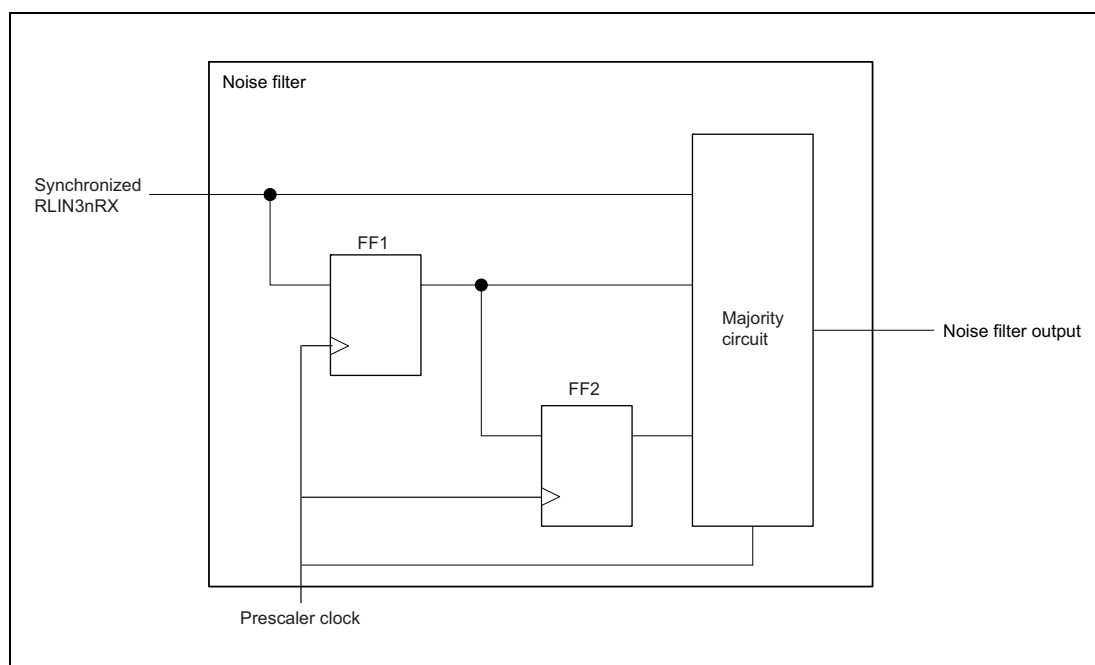 Noise filter
Synchronized
RLIN3nRX
FF1
Majority
circuit
Noise filter output
FF2
Prescaler clock